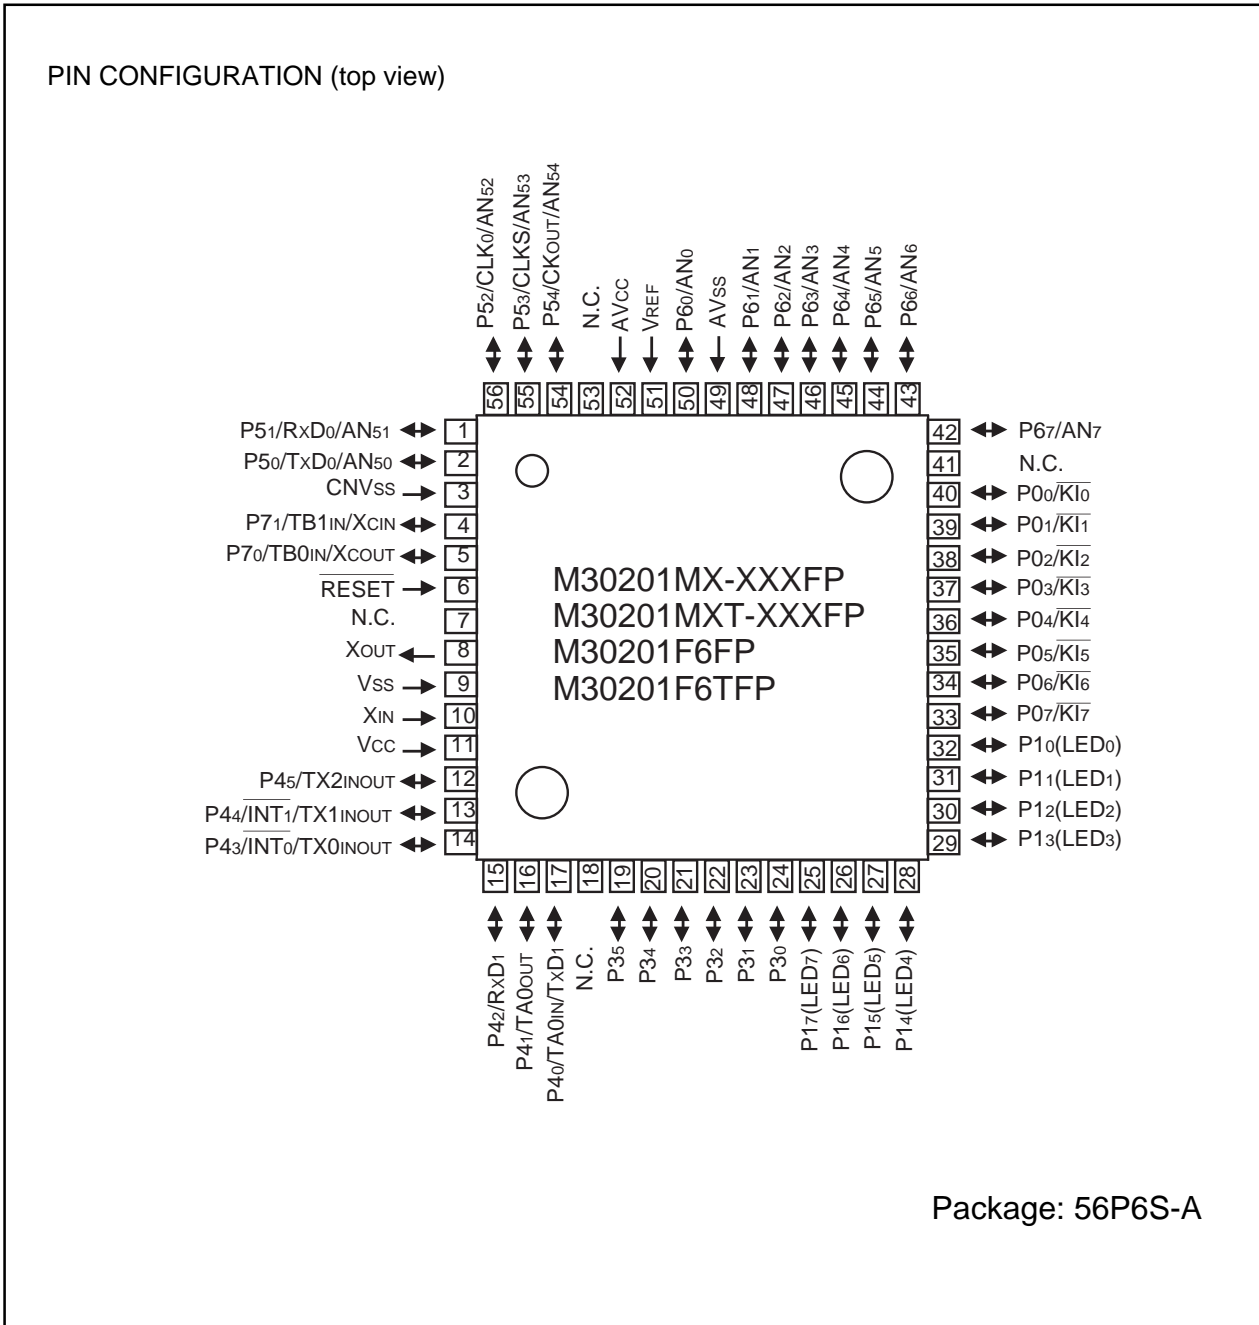 PIN CONFIGURATION (top view)
P52/CLK0/AN52
P53/CLKS/AN53
P54/CKOUT/AN54
N.C.
AVCC
VREF
P60/AN0
AVSS
P61/AN1
P62/AN2
P63/AN3
P64/AN4
P65/AN5
P66/AN6
56 55 54 53 52 51 50 49 48 47 46 45 44 43
P51/RXD0/AN51 1
P50/TXD0/AN50 2
CNVSS 3
P71/TB1IN/XCIN 4
P70/TB0IN/XCOUT 5
RESET 6
N.C. 7
XOUT 8
VSS 9
XIN 10
VCC 11
P45/TX2INOUT 12
P44/INT1/TX1INOUT 13
P43/INT0/TX0INOUT 14
M30201MX-XXXFP
M30201MXT-XXXFP
M30201F6FP
M30201F6TFP
42 P67/AN7
41 N.C.
40 P00/KI0
39 P01/KI1
38 P02/KI2
37 P03/KI3
36 P04/KI4
35 P05/KI5
34 P06/KI6
33 P07/KI7
32 P10(LED0)
31 P11(LED1)
30 P12(LED2)
29 P13(LED3)
15 16 17 18 19 20 21 22 23 24 25 26 27 28
P42/RXD1
P41/TA0OUT
P40/TA0IN/TXD1
N.C.
P35
P34
P33
P32
P31
P30
P17(LED7)
P16(LED6)
P15(LED5)
P14(LED4)
Package: 56P6S-A